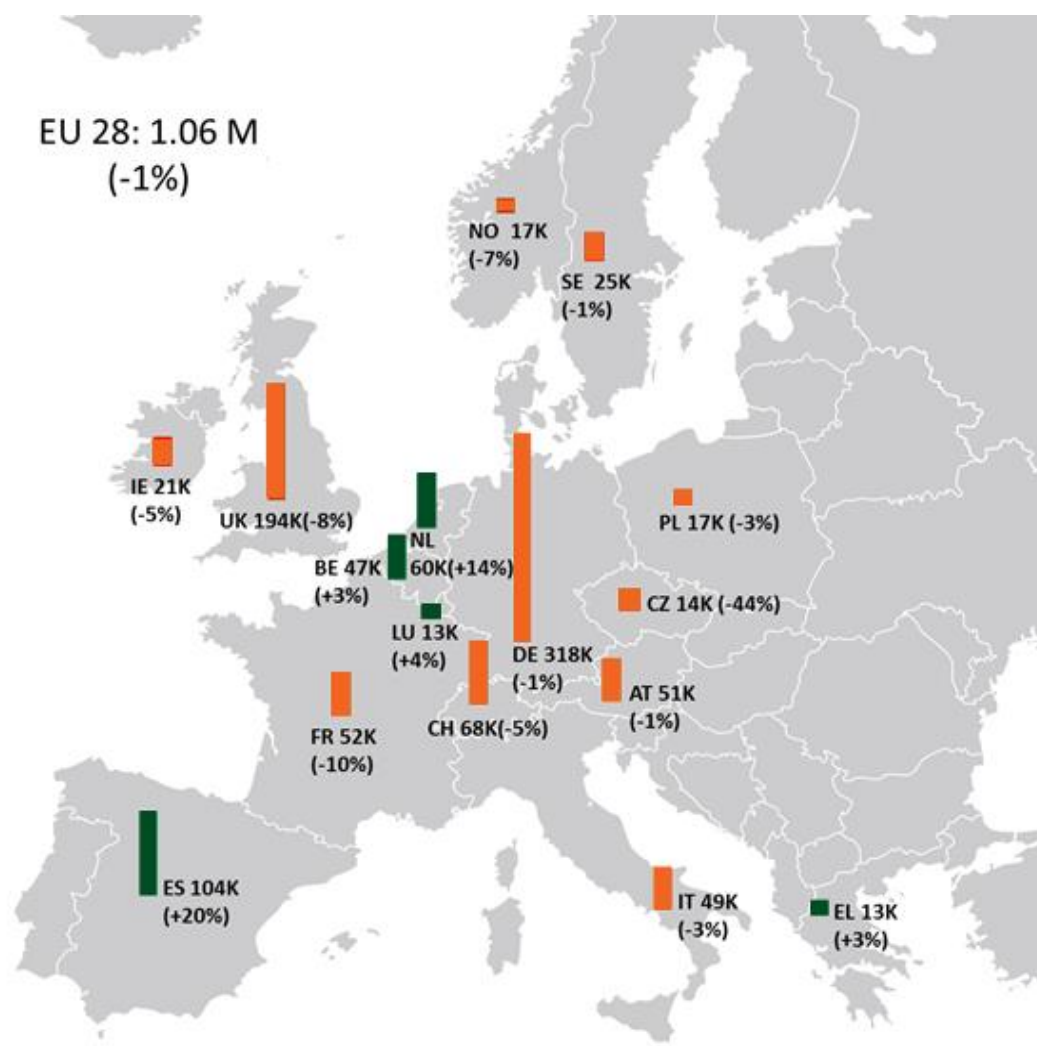 EU 28: 1.06 M
(-1%)
NO  17K
(-7%)
SE  25K
(-1%)
IE 21K
(-5%)
UK 194K(-8%)
NL
60K(+14%)
BE 47K
(+3%)
LU 13K
(+4%)
PL 17K (-3%)
CZ 14K (-44%)
DE 318K
(-1%)
AT 51K
(-1%)
CH 68K(-5%)
FR 52K
(-10%)
ES 104K
(+20%)
IT 49K
(-3%)
EL 13K
(+3%)